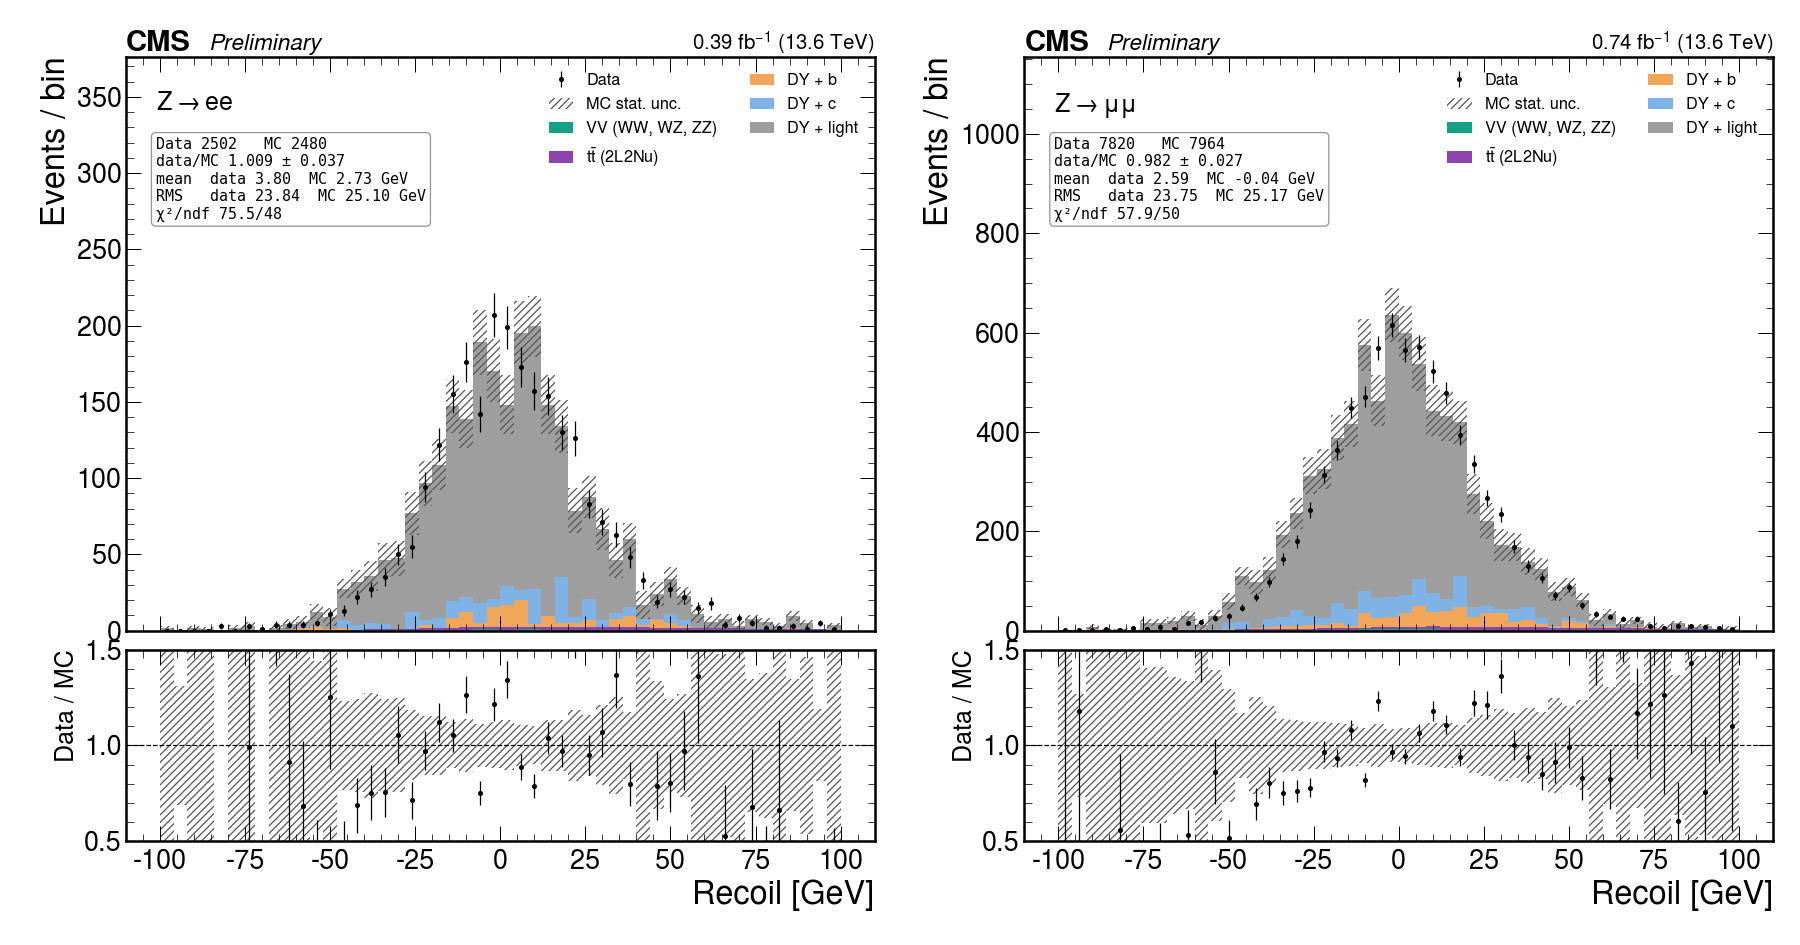 CMS Preliminary 0.39 fb⁻¹ (13.6 TeV)
Events / bin
Z → ee
Data
MC stat. unc.
VV (WW, WZ, ZZ)
tt̄ (2L2Nu)
DY + b
DY + c
DY + light
Data 2502 MC 2480
data/MC 1.009 ± 0.037
mean data 3.80 MC 2.73 GeV
RMS data 23.84 MC 25.10 GeV
χ²/ndf 75.5/48
350
300
250
200
150
100
50
0
Data / MC
1.5
1.0
0.5
-100 -75 -50 -25 0 25 50 75 100
Recoil [GeV]
CMS Preliminary 0.74 fb⁻¹ (13.6 TeV)
Events / bin
Z → μμ
Data
MC stat. unc.
VV (WW, WZ, ZZ)
tt̄ (2L2Nu)
DY + b
DY + c
DY + light
Data 7820 MC 7964
data/MC 0.982 ± 0.027
mean data 2.59 MC -0.04 GeV
RMS data 23.75 MC 25.17 GeV
χ²/ndf 57.9/50
1000
800
600
400
200
0
Data / MC
1.5
1.0
0.5
-100 -75 -50 -25 0 25 50 75 100
Recoil [GeV]